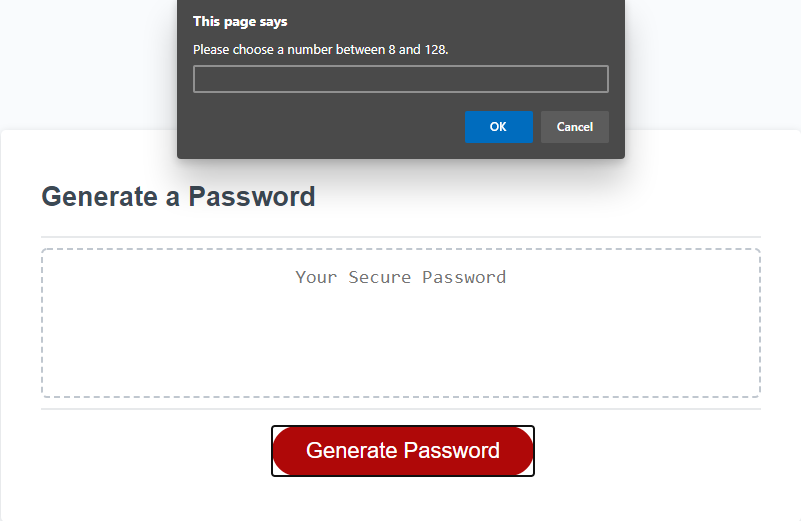 This page says
Please choose a number between 8 and 128.
OK
Cancel
Generate a Password
Your Secure Password
Generate Password